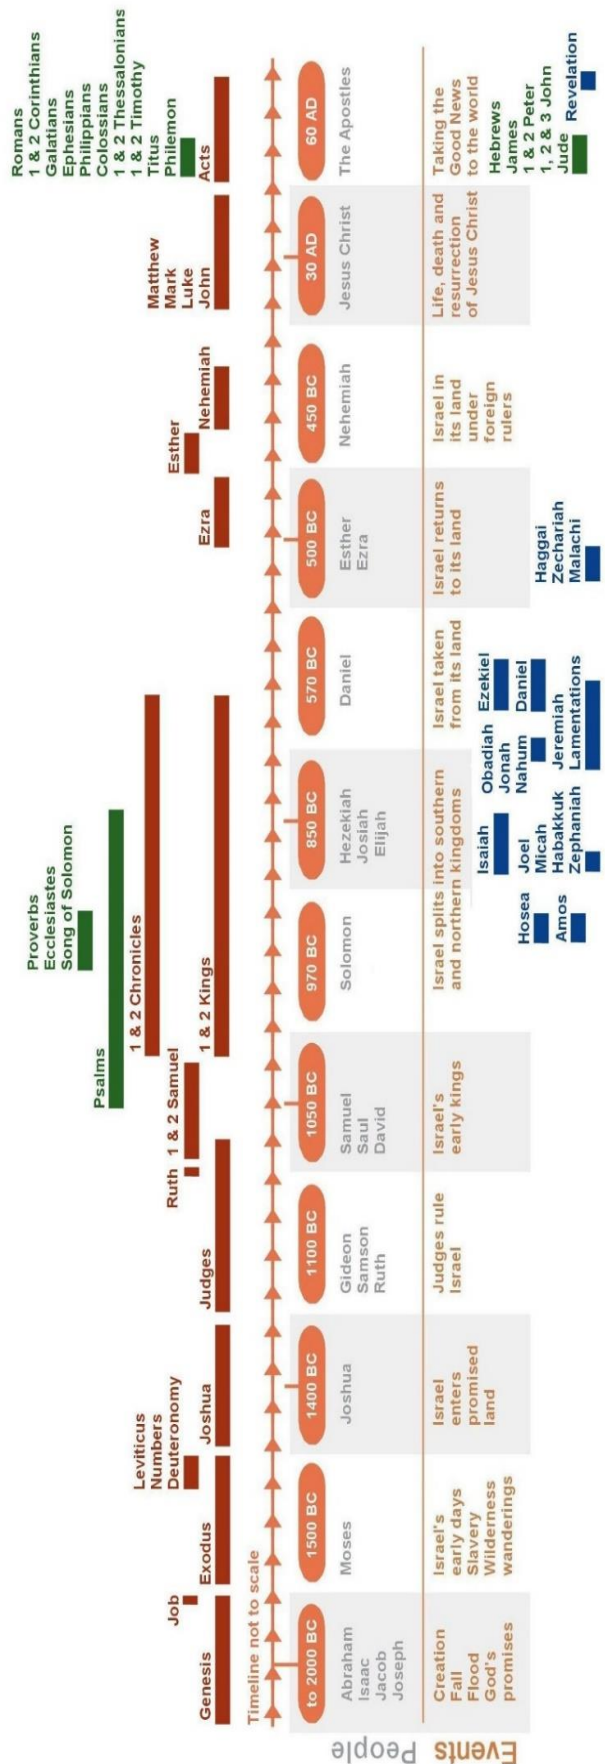 Proverbs
Ecclesiastes
Song of Solomon
Romans
1 & 2 Corinthians
Galatians
Ephesians
Philippians
Colossians
1 & 2 Thessalonians
1 & 2 Timothy
Titus
Philemon
Psalms
Leviticus
Numbers
Deuteronomy
1 & 2 Chronicles
Matthew
Mark
Luke
John
Job
Ruth
1 & 2 Samuel
Esther
Genesis
Exodus
Joshua
Judges
1 & 2 Kings
Ezra
Nehemiah
Acts
Timeline not to scale
to 2000 BC
1500 BC
1400 BC
1100 BC
1050 BC
970 BC
850 BC
570 BC
500 BC
450 BC
30 AD
60 AD
People
Abraham
Isaac
Jacob
Joseph
Moses
Joshua
Gideon
Samson
Ruth
Samuel
Saul
David
Solomon
Hezekiah
Josiah
Elijah
Daniel
Esther
Ezra
Nehemiah
Jesus Christ
The Apostles
Events
Creation
Fall
Flood
God's
promises
Israel's
early days
Slavery
Wilderness
wanderings
Israel
enters
promised
land
Judges rule
Israel
Israel's
early kings
Israel splits into southern
and northern kingdoms
Israel taken
from its land
Israel returns
to its land
Israel in
its land
under
foreign
rulers
Life, death and
resurrection
of Jesus Christ
Taking the
Good News
to the world
Hosea
Amos
Isaiah
Joel
Micah
Habakkuk
Zephaniah
Obadiah
Jonah
Nahum
Jeremiah
Lamentations
Ezekiel
Daniel
Haggai
Zechariah
Malachi
Hebrews
James
1 & 2 Peter
1, 2 & 3 John
Jude
Revelation